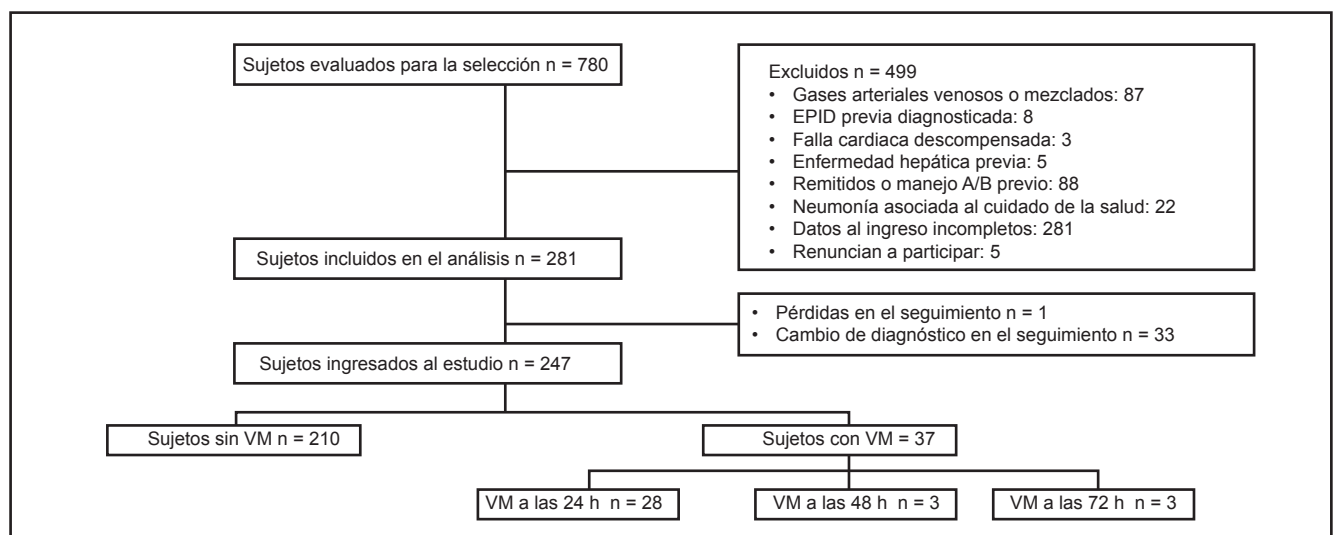 Sujetos evaluados para la selección n = 780
Excluidos n = 499
• Gases arteriales venosos o mezclados: 87
• EPID previa diagnosticada: 8
• Falla cardiaca descompensada: 3
• Enfermedad hepática previa: 5
• Remitidos o manejo A/B previo: 88
• Neumonía asociada al cuidado de la salud: 22
• Datos al ingreso incompletos: 281
• Renuncian a participar: 5
Sujetos incluidos en el análisis n = 281
• Pérdidas en el seguimiento n = 1
• Cambio de diagnóstico en el seguimiento n = 33
Sujetos ingresados al estudio n = 247
Sujetos sin VM n = 210
Sujetos con VM = 37
VM a las 24 h n = 28
VM a las 48 h n = 3
VM a las 72 h n = 3